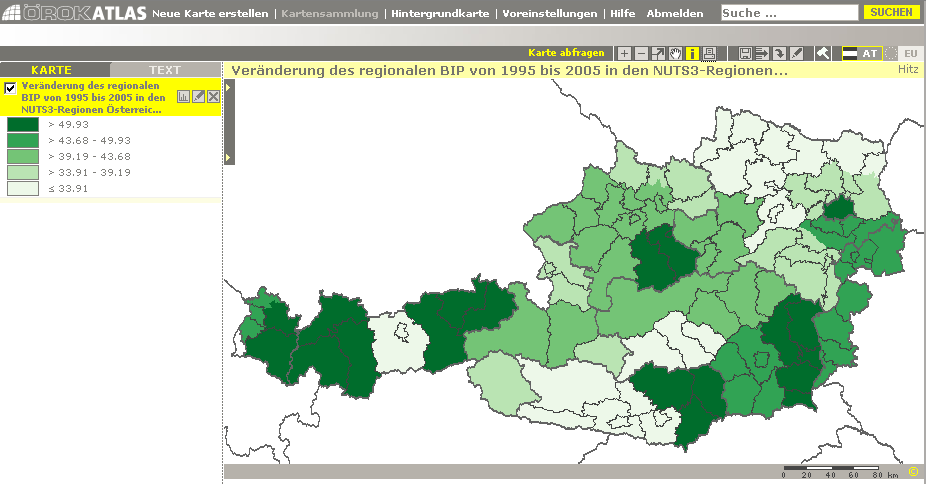 ÖROKATLAS Neue Karte erstellen | Kartensammlung | Hintergrundkarte | Voreinstellungen | Hilfe Abmelden Suche ... SUCHEN
Karte abfragen AT EU
KARTE TEXT
Veränderung des regionalen BIP von 1995 bis 2005 in den NUTS3-Regionen... Hitz
Veränderung des regionalen
BIP von 1995 bis 2005 in den
NUTS3-Regionen Österreic...
> 49.93
> 43.68 - 49.93
> 39.19 - 43.68
> 33.91 - 39.19
≤ 33.91
0 20 40 60 80 km ©